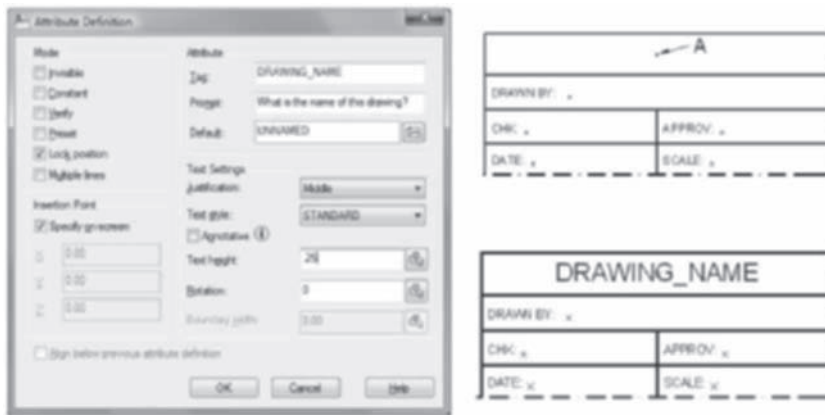 Attribute Definition
Mode
Invisible
Constant
Verify
Preset
Lock position
Multiple lines
Insertion Point
Specify on-screen
X: 0.00
Y: 0.00
Z: 0.00
Align below previous attribute definition
Attribute
Tag: DRAWING_NAME
Prompt: What is the name of this drawing?
Default: UNNAMED
Text Settings
Justification: Middle
Text style: STANDARD
Annotative
Text height: .25
Rotation: 0
Boundary width: 0.00
OK Cancel Help
A
DRAWN BY:
CHK: APPROV:
DATE: SCALE:
DRAWING_NAME
DRAWN BY: x
CHK: x APPROV: x
DATE: x SCALE: x